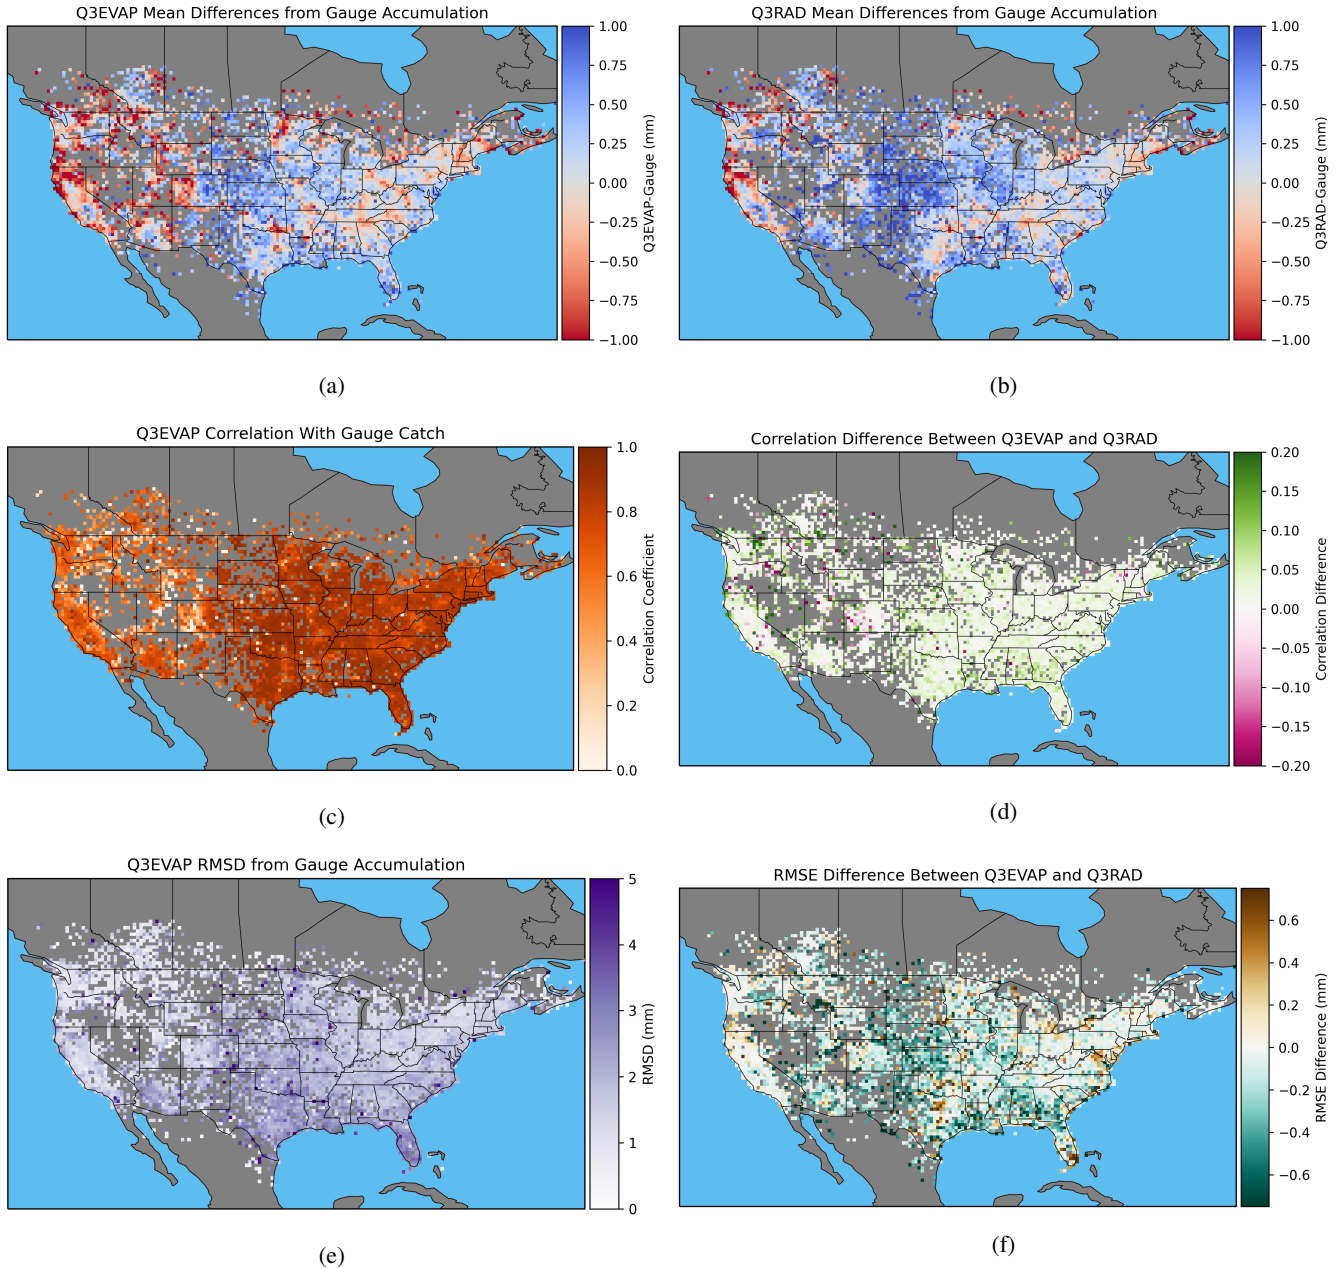 Q3EVAP Mean Differences from Gauge Accumulation
1.00
0.75
0.50
0.25
0.00
−0.25
−0.50
−0.75
−1.00
Q3EVAP-Gauge (mm)
(a)
Q3RAD Mean Differences from Gauge Accumulation
1.00
0.75
0.50
0.25
0.00
−0.25
−0.50
−0.75
−1.00
Q3RAD-Gauge (mm)
(b)
Q3EVAP Correlation With Gauge Catch
1.0
0.8
0.6
0.4
0.2
0.0
Correlation Coefficient
(c)
Correlation Difference Between Q3EVAP and Q3RAD
0.20
0.15
0.10
0.05
0.00
−0.05
−0.10
−0.15
−0.20
Correlation Difference
(d)
Q3EVAP RMSD from Gauge Accumulation
5
4
3
2
1
0
RMSD (mm)
(e)
RMSE Difference Between Q3EVAP and Q3RAD
0.6
0.4
0.2
0.0
−0.2
−0.4
−0.6
RMSE Difference (mm)
(f)